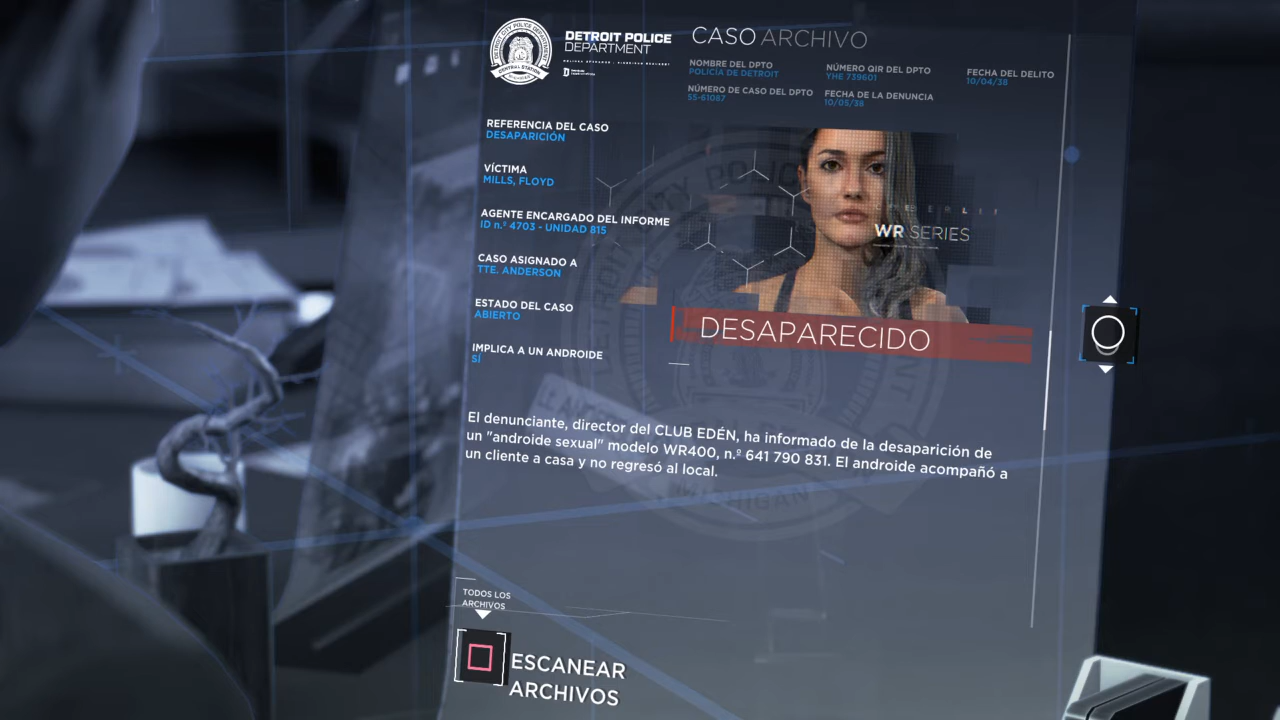 DETROIT POLICE
DEPARTMENT
CENTRAL STATION
CASO ARCHIVO
NOMBRE DEL DPTO
POLICÍA DE DETROIT
NÚMERO QIR DEL DPTO
YHE 739601
FECHA DEL DELITO
10/04/38
NÚMERO DE CASO DEL DPTO
55-61087
FECHA DE LA DENUNCIA
10/05/38
REFERENCIA DEL CASO
DESAPARICIÓN
VÍCTIMA
MILLS, FLOYD
AGENTE ENCARGADO DEL INFORME
ID n.º 4703 - UNIDAD 815
CASO ASIGNADO A
TTE. ANDERSON
ESTADO DEL CASO
ABIERTO
IMPLICA A UN ANDROIDE
SÍ
WR SERIES
DESAPARECIDO
El denunciante, director del CLUB EDÉN, ha informado de la desaparición de
un "androide sexual" modelo WR400, n.º 641 790 831. El androide acompañó a
un cliente a casa y no regresó al local.
MICHIGAN
TODOS LOS
ARCHIVOS
ESCANEAR
ARCHIVOS